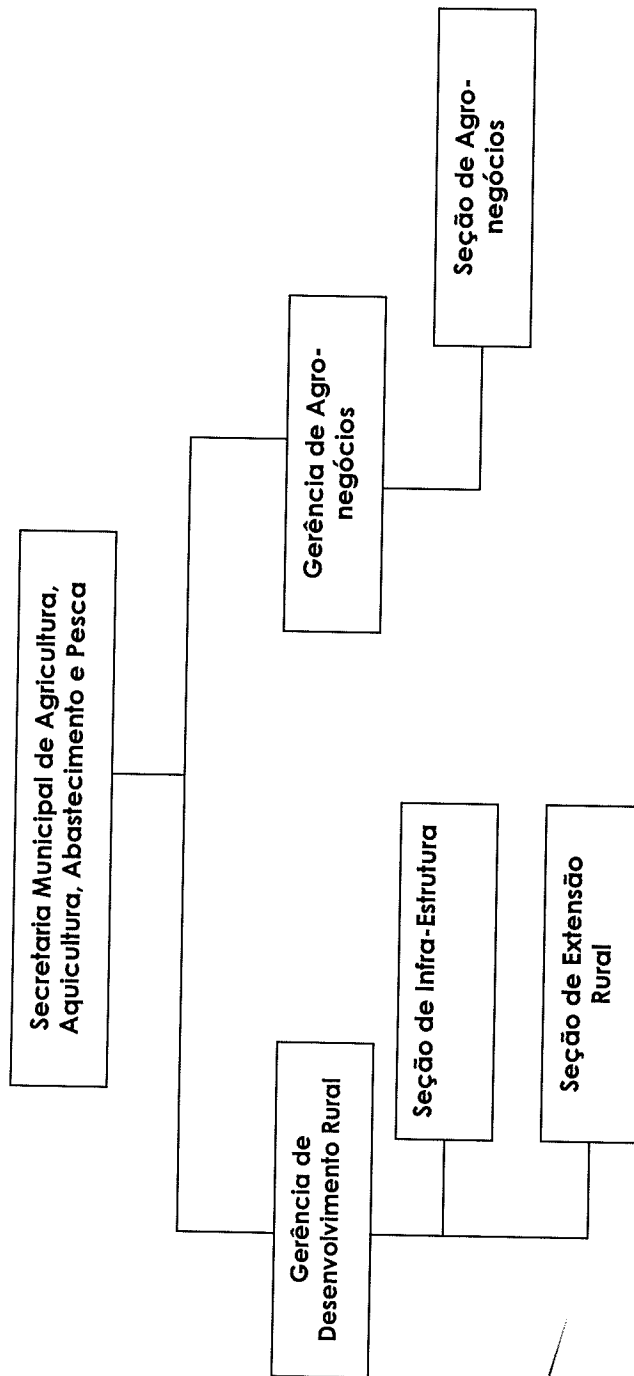 Secretaria Municipal de Agricultura,
Aquicultura, Abastecimento e Pesca
Gerência de
Desenvolvimento Rural
Seção de Infra-Estrutura
Seção de Extensão
Rural
Gerência de Agro-
negócios
Seção de Agro-
negócios